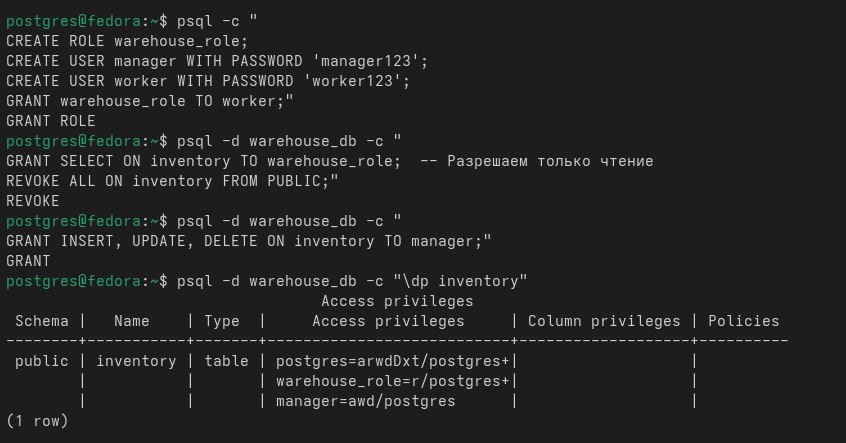 postgres@fedora:~$ psql -c "
CREATE ROLE warehouse_role;
CREATE USER manager WITH PASSWORD 'manager123';
CREATE USER worker WITH PASSWORD 'worker123';
GRANT warehouse_role TO worker;"
GRANT ROLE
postgres@fedora:~$ psql -d warehouse_db -c "
GRANT SELECT ON inventory TO warehouse_role;  -- Разрешаем только чтение
REVOKE ALL ON inventory FROM PUBLIC;"
REVOKE
postgres@fedora:~$ psql -d warehouse_db -c "
GRANT INSERT, UPDATE, DELETE ON inventory TO manager;"
GRANT
postgres@fedora:~$ psql -d warehouse_db -c "\dp inventory"
                                   Access privileges
 Schema |   Name    | Type  |     Access privileges     | Column privileges | Policies
--------+-----------+-------+---------------------------+-------------------+----------
 public | inventory | table | postgres=arwdDxt/postgres+|                   |
        |           |       | warehouse_role=r/postgres+|                   |
        |           |       | manager=awd/postgres      |                   |
(1 row)